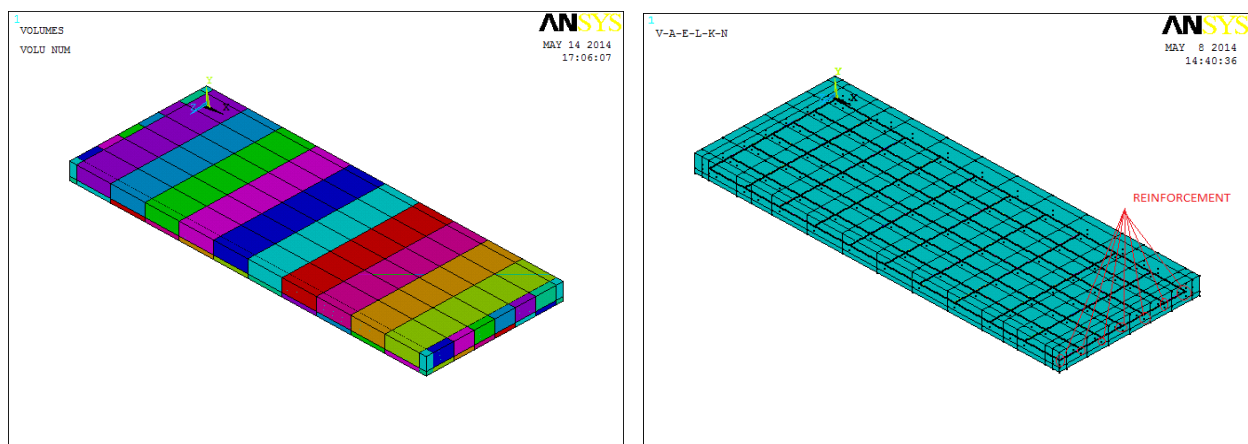 1
VOLUMES
VOLU NUM
ANSYS
MAY 14 2014
17:06:07
Y
Z X
1
V-A-E-L-K-N
ANSYS
MAY 8 2014
14:40:36
Y
X
REINFORCEMENT